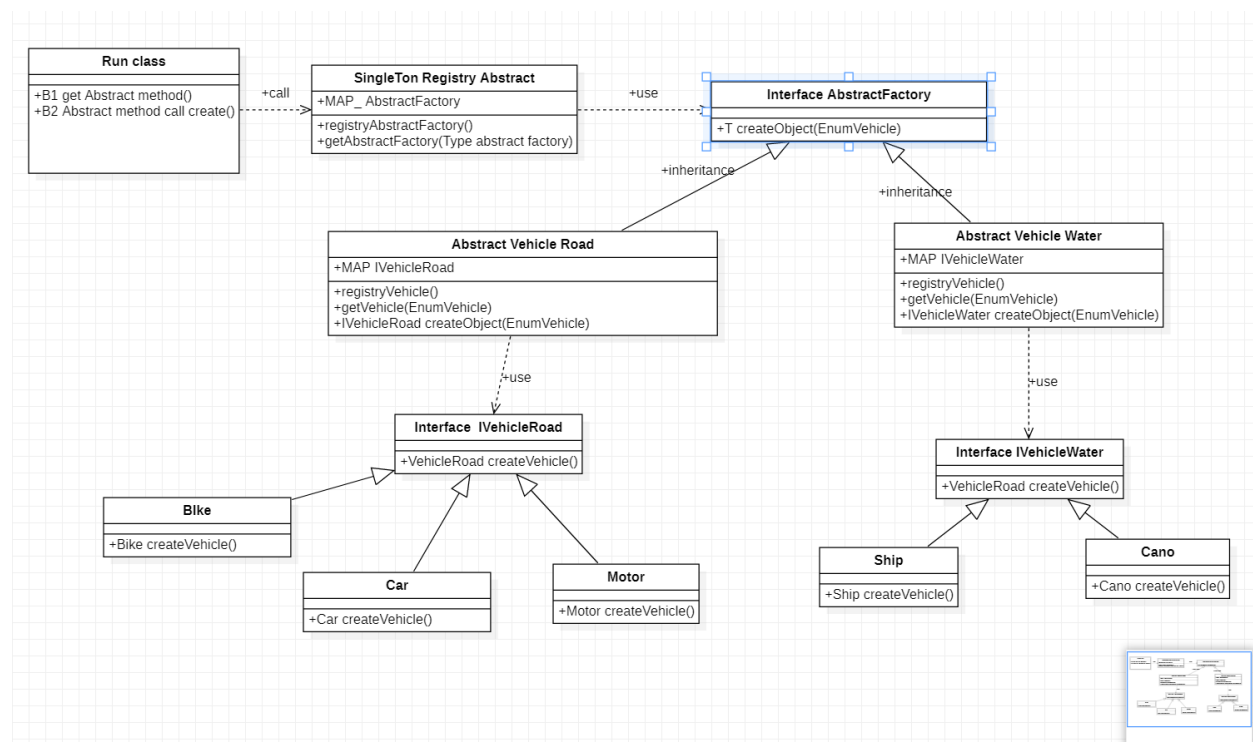 Run class
+B1 get Abstract method()
+B2 Abstract method call create()
+call
SingleTon Registry Abstract
+MAP_ AbstractFactory
+registryAbstractFactory()
+getAbstractFactory(Type abstract factory)
+use
Interface AbstractFactory
+T createObject(EnumVehicle)
+inheritance
+inheritance
Abstract Vehicle Road
+MAP IVehicleRoad
+registryVehicle()
+getVehicle(EnumVehicle)
+IVehicleRoad createObject(EnumVehicle)
Abstract Vehicle Water
+MAP IVehicleWater
+registryVehicle()
+getVehicle(EnumVehicle)
+IVehicleWater createObject(EnumVehicle)
+use
+use
Interface  IVehicleRoad
+VehicleRoad createVehicle()
Interface IVehicleWater
+VehicleRoad createVehicle()
BIke
+Bike createVehicle()
Car
+Car createVehicle()
Motor
+Motor createVehicle()
Ship
+Ship createVehicle()
Cano
+Cano createVehicle()